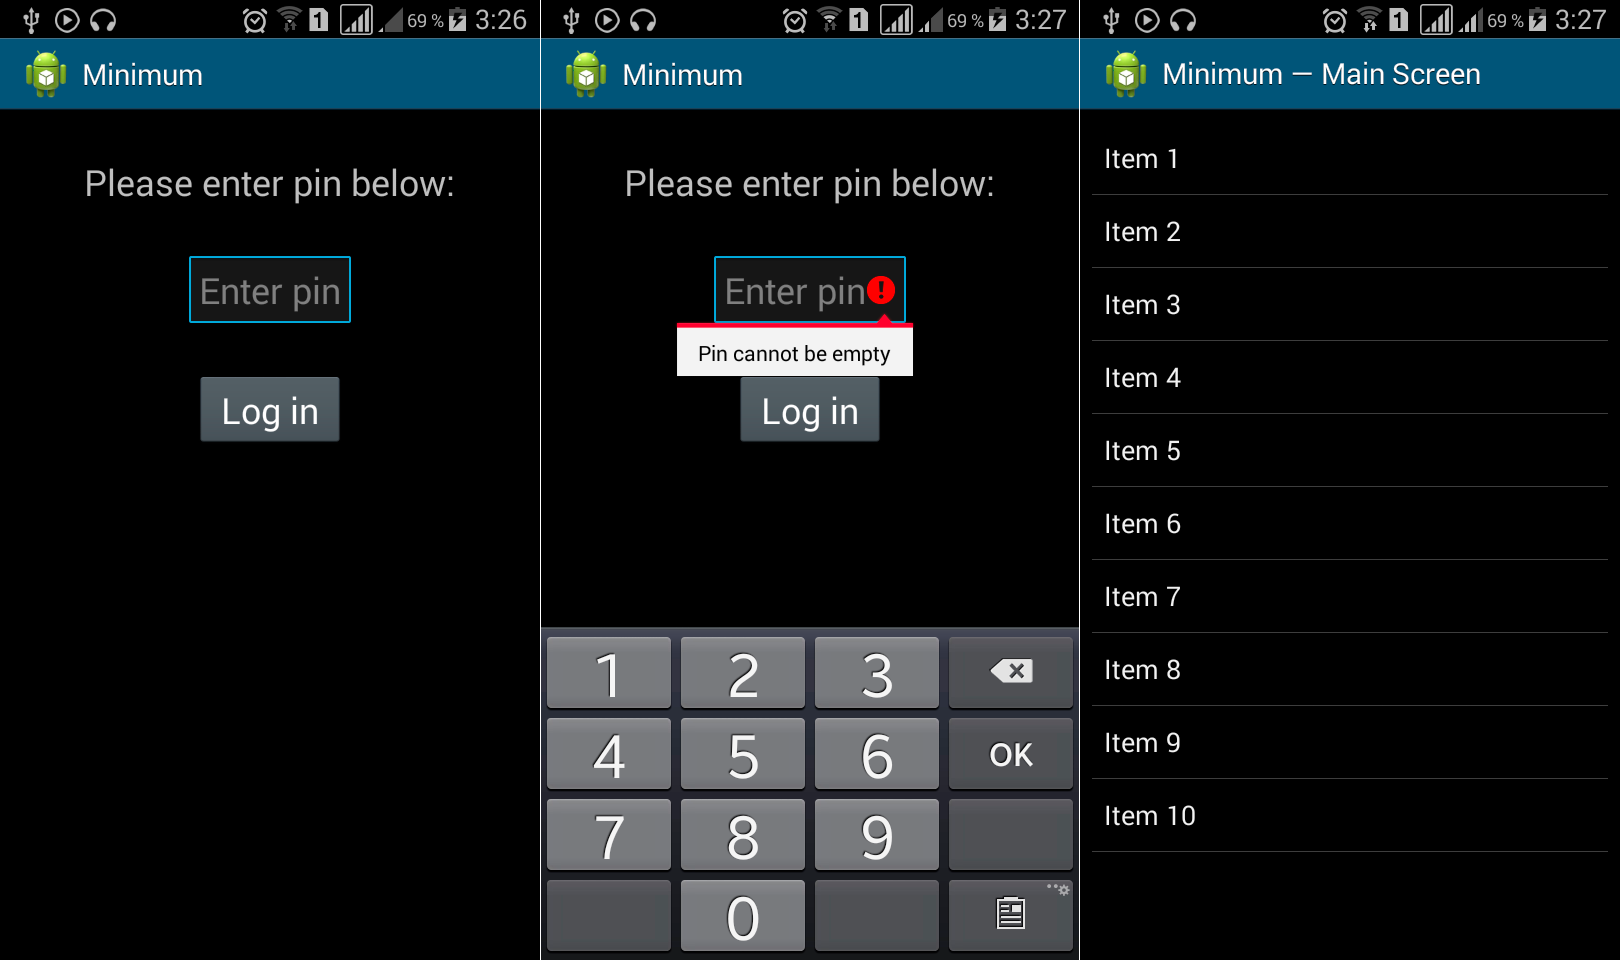 1 69 % 3:26
Minimum
Please enter pin below:
Enter pin
Log in
1 69 % 3:27
Minimum
Please enter pin below:
Enter pin
Pin cannot be empty
Log in
1 2 3
4 5 6 OK
7 8 9
0
1 69 % 3:27
Minimum — Main Screen
Item 1
Item 2
Item 3
Item 4
Item 5
Item 6
Item 7
Item 8
Item 9
Item 10